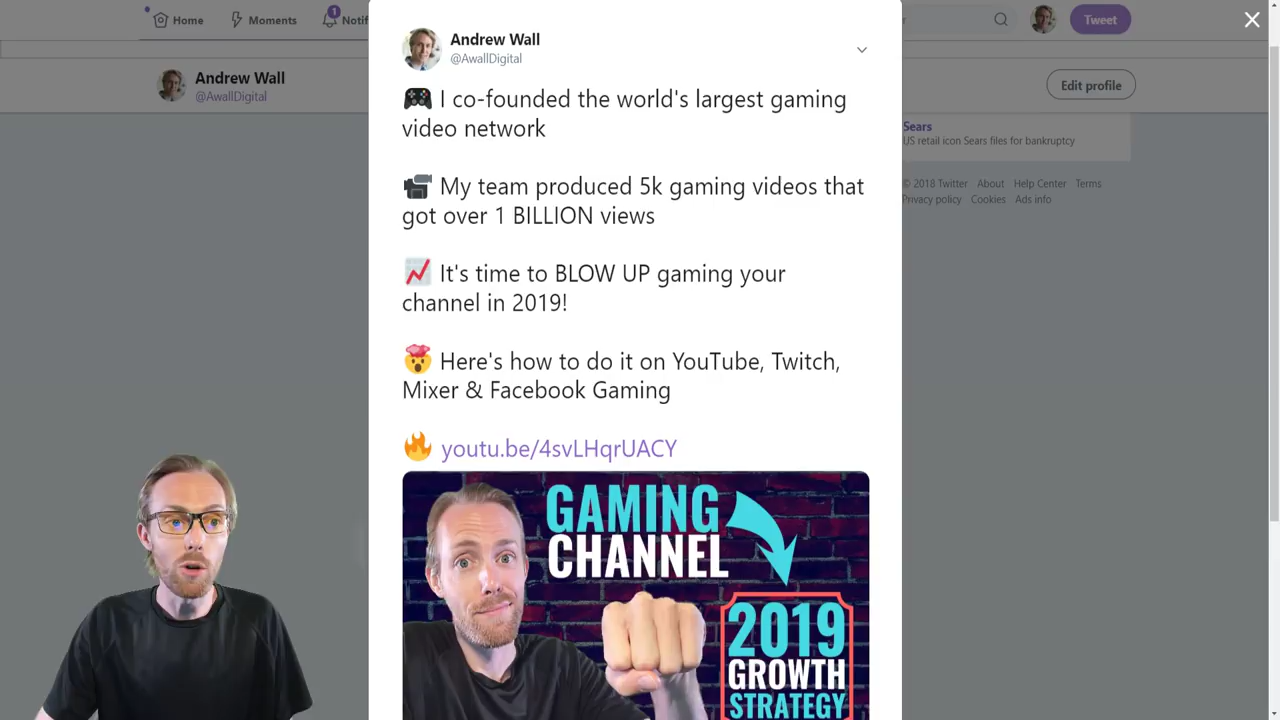 Home
Moments
1
Notif
r
Tweet
Andrew Wall
@AwallDigital
Edit profile
Andrew Wall
@AwallDigital
🎮 I co-founded the world's largest gaming
video network
📹 My team produced 5k gaming videos that
got over 1 BILLION views
📈 It's time to BLOW UP gaming your
channel in 2019!
🤯 Here's how to do it on YouTube, Twitch,
Mixer & Facebook Gaming
🔥 youtu.be/4svLHqrUACY
GAMING
CHANNEL
2019
GROWTH
STRATEGY
Sears
US retail icon Sears files for bankruptcy
© 2018 Twitter About Help Center Terms
Privacy policy Cookies Ads info